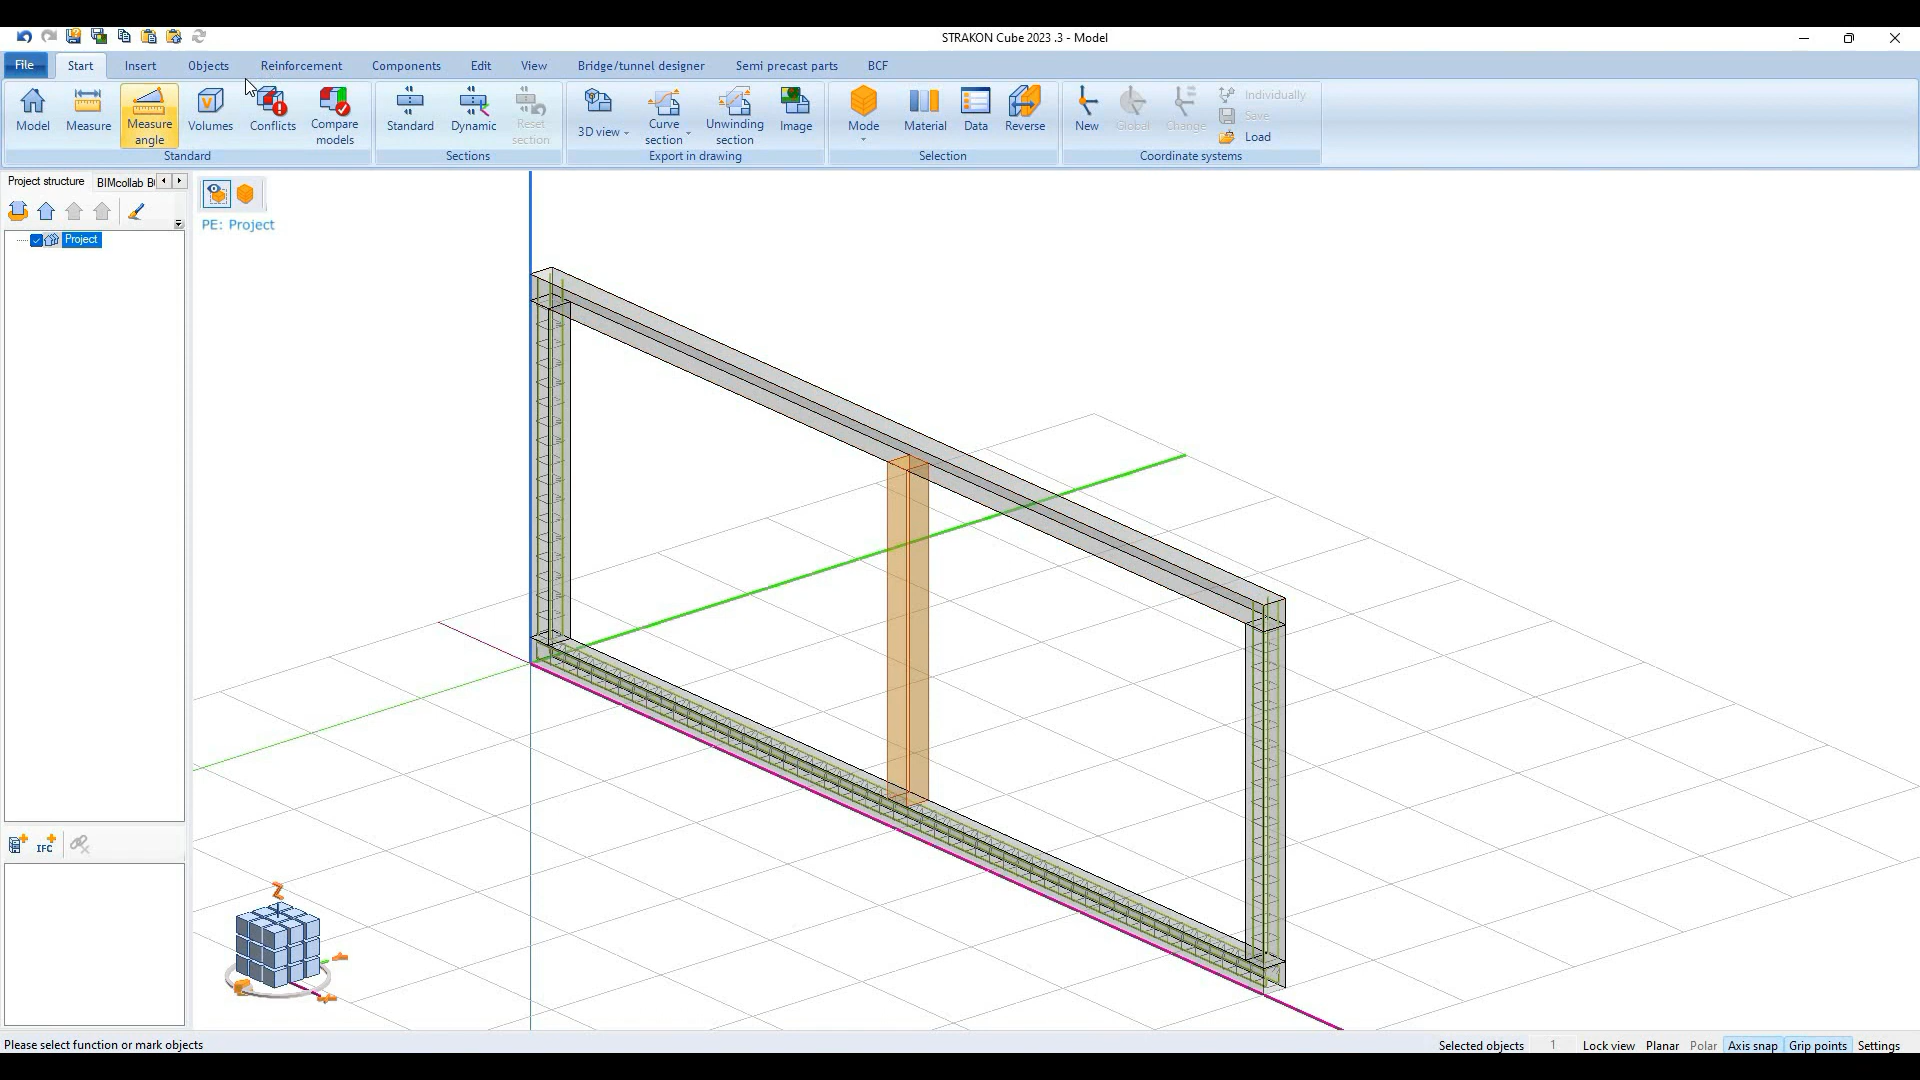 STRAKON Cube 2023 .3 - Model
File Start Insert Objects Reinforcement Components Edit View Bridge/tunnel designer Semi precast parts BCF
Model Measure Measure angle Volumes Conflicts Compare models Standard Dynamic Reset section 3D view Curve section Unwinding section Image Mode Material Data Reverse New Global Change Individually
Save
Load
Standard Sections Export in drawing Selection Coordinate systems
Project structure BIMcollab B
PE: Project
Project
IFC
Z
Please select function or mark objects Selected objects 1 Lock view Planar Polar Axis snap Grip points Settings